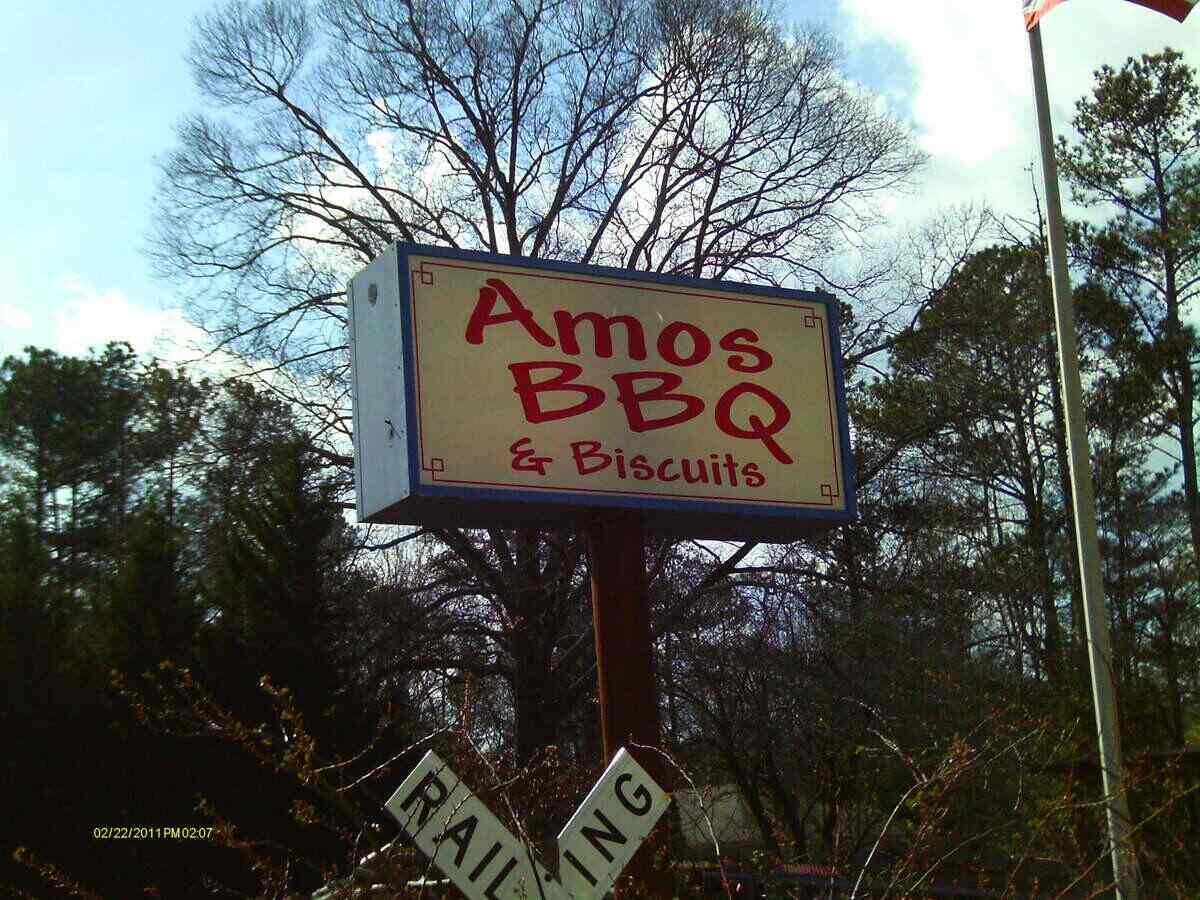 Amos
BBQ
& Biscuits
RAIL
ING
02/22/2011 PM 02:07